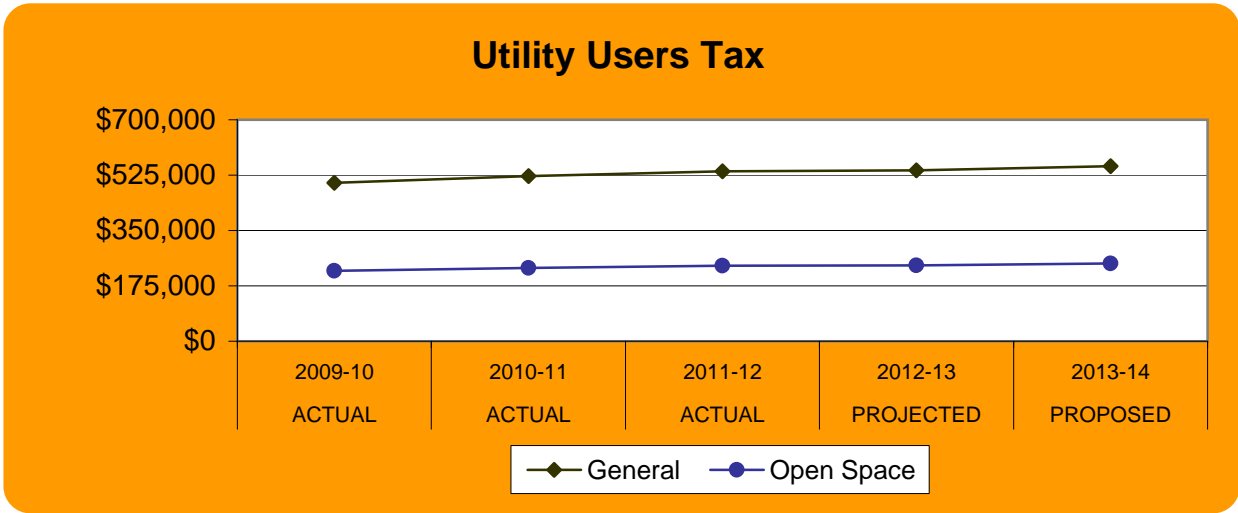 Utility Users Tax
$700,000
$525,000
$350,000
$175,000
$0
2009-10 2010-11 2011-12 2012-13 2013-14
ACTUAL ACTUAL ACTUAL PROJECTED PROPOSED
General Open Space